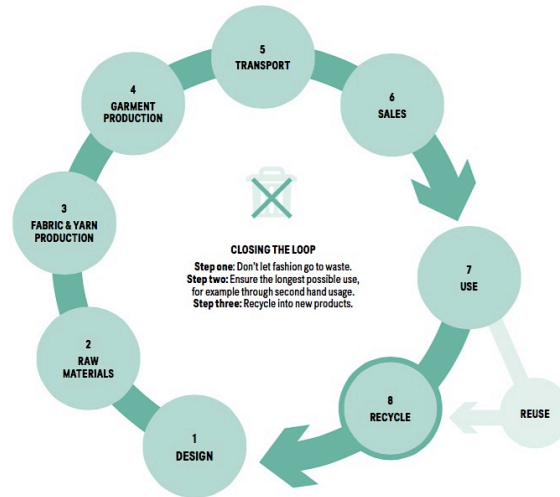 1
DESIGN
2
RAW
MATERIALS
3
FABRIC & YARN
PRODUCTION
4
GARMENT
PRODUCTION
5
TRANSPORT
6
SALES
7
USE
8
RECYCLE
REUSE
CLOSING THE LOOP
Step one: Don't let fashion go to waste.
Step two: Ensure the longest possible use,
for example through second hand usage.
Step three: Recycle into new products.